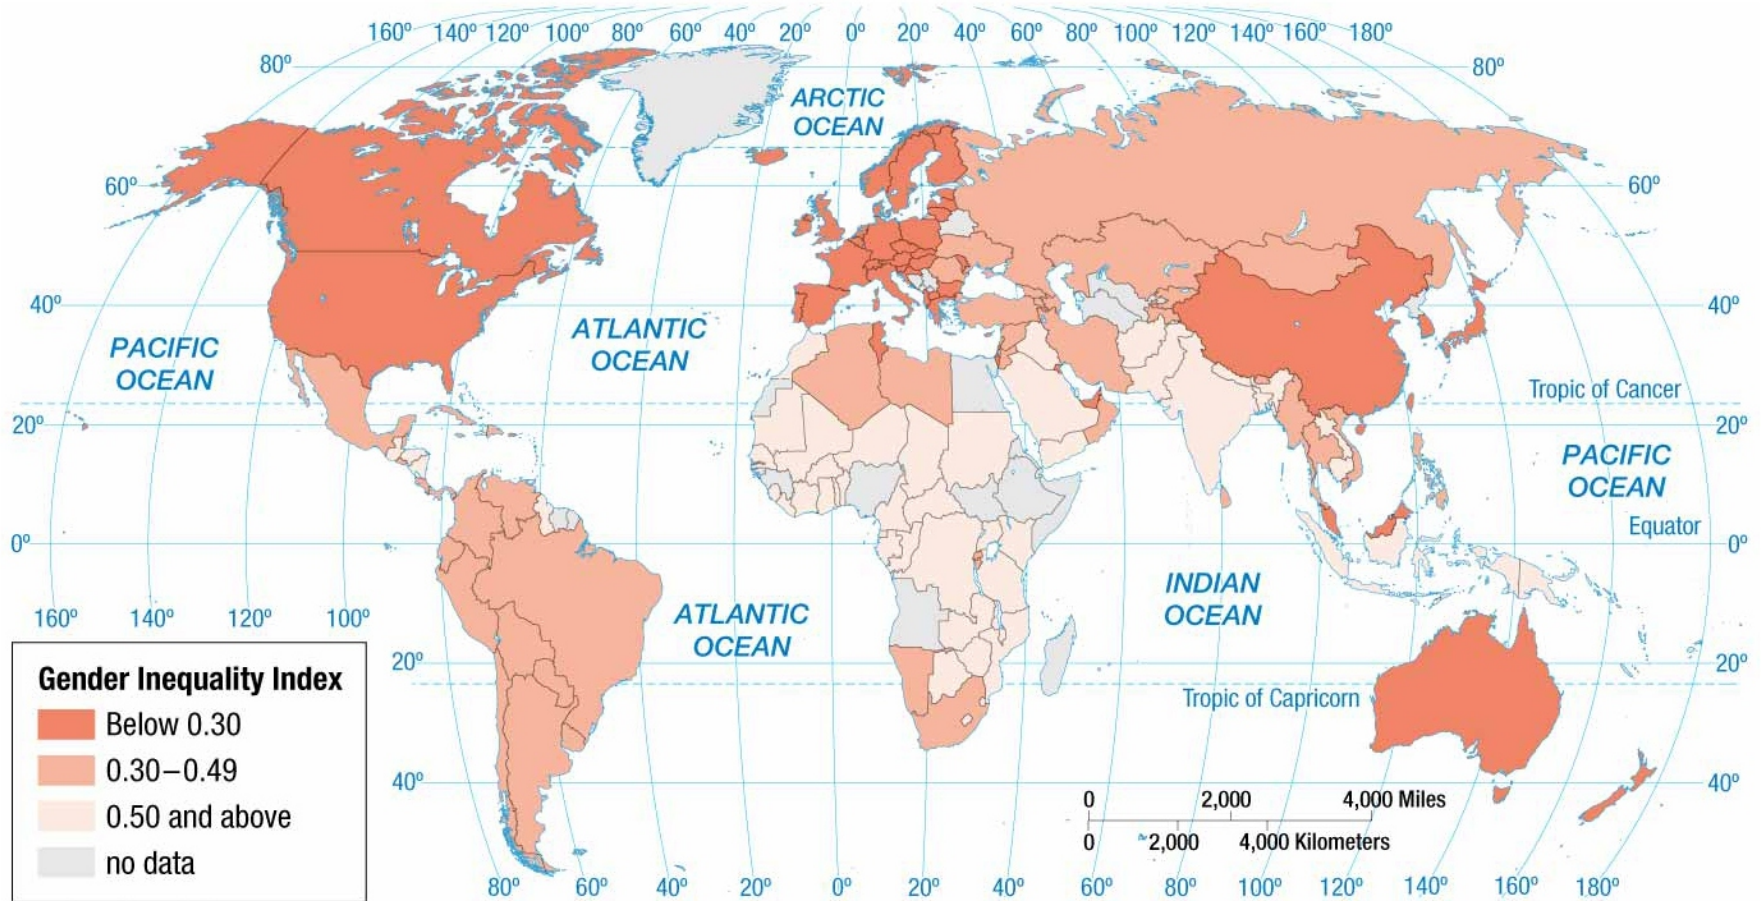 160º 140º 120º 100º 80º 60º 40º 20º 0º 20º 40º 60º 80º 100º 120º 140º 160º 180º
80º 80º
ARCTIC
OCEAN
60º 60º
40º 40º
PACIFIC
OCEAN
ATLANTIC
OCEAN
Tropic of Cancer
20º 20º
PACIFIC
OCEAN
Equator
0º 0º
INDIAN
OCEAN
160º 140º 120º 100º
ATLANTIC
OCEAN
20º 20º
Tropic of Capricorn
40º 40º
Gender Inequality Index
Below 0.30
0.30–0.49
0.50 and above
no data
0 2,000 4,000 Miles
0 2,000 4,000 Kilometers
80º 60º 40º 20º 0º 20º 40º 60º 80º 100º 120º 140º 160º 180º